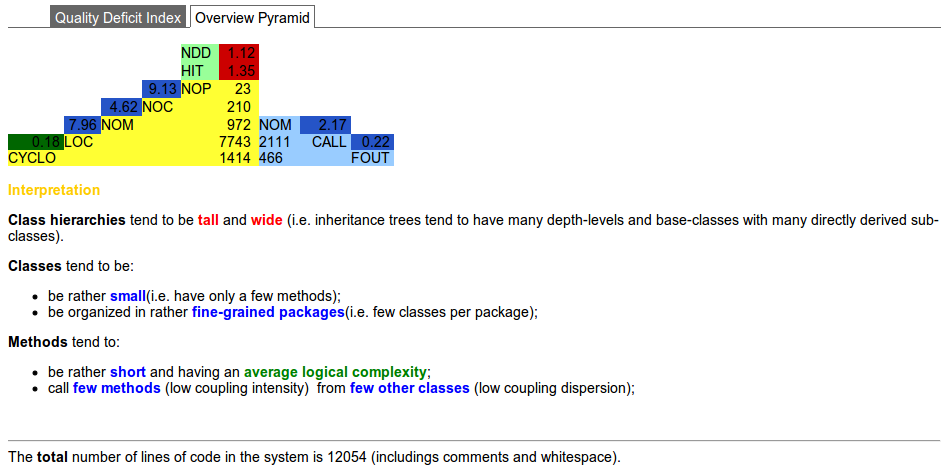 Quality Deficit Index Overview Pyramid
NDD 1.12
HIT 1.35
9.13 NOP 23
4.62 NOC 210
7.96 NOM 972 NOM 2.17
0.18 LOC 7743 2111 CALL 0.22
CYCLO 1414 466 FOUT
Interpretation
Class hierarchies tend to be tall and wide (i.e. inheritance trees tend to have many depth-levels and base-classes with many directly derived sub-
classes).
Classes tend to be:
• be rather small(i.e. have only a few methods);
• be organized in rather fine-grained packages(i.e. few classes per package);
Methods tend to:
• be rather short and having an average logical complexity;
• call few methods (low coupling intensity) from few other classes (low coupling dispersion);
The total number of lines of code in the system is 12054 (includings comments and whitespace).